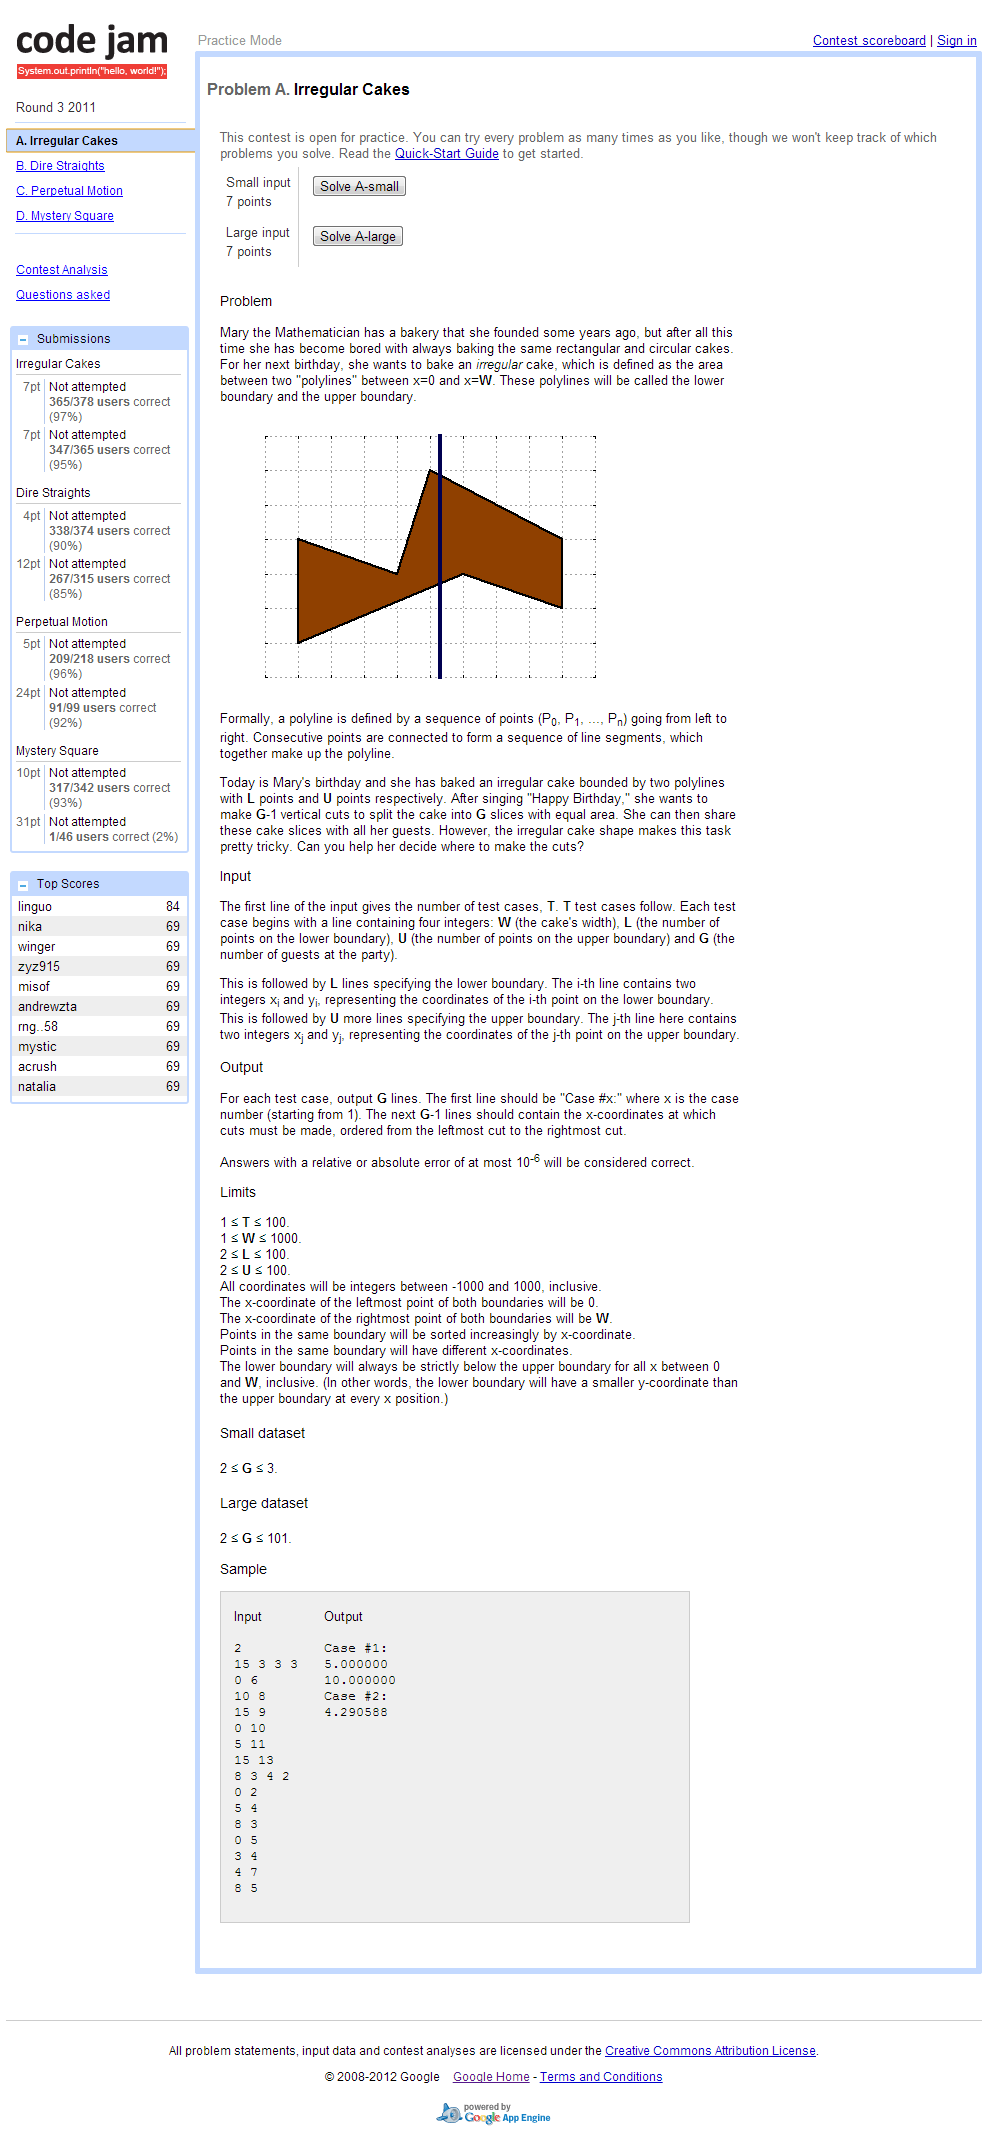 code jam
System.out.println("hello, world!");
Practice Mode
Contest scoreboard | Sign in
Round 3 2011
A. Irregular Cakes
B. Dire Straights
C. Perpetual Motion
D. Mystery Square
Contest Analysis
Questions asked
Submissions
Irregular Cakes
7pt Not attempted
365/378 users correct
(97%)
7pt Not attempted
347/365 users correct
(95%)
Dire Straights
4pt Not attempted
338/374 users correct
(90%)
12pt Not attempted
267/315 users correct
(85%)
Perpetual Motion
5pt Not attempted
209/218 users correct
(96%)
24pt Not attempted
91/99 users correct
(92%)
Mystery Square
10pt Not attempted
317/342 users correct
(93%)
31pt Not attempted
1/46 users correct (2%)
Top Scores
linguo 84
nika 69
winger 69
zyz915 69
misof 69
andrewzta 69
rng..58 69
mystic 69
acrush 69
natalia 69
Problem A. Irregular Cakes
This contest is open for practice. You can try every problem as many times as you like, though we won't keep track of which
problems you solve. Read the Quick-Start Guide to get started.
Small input
7 points
Solve A-small
Large input
7 points
Solve A-large
Problem
Mary the Mathematician has a bakery that she founded some years ago, but after all this
time she has become bored with always baking the same rectangular and circular cakes.
For her next birthday, she wants to bake an irregular cake, which is defined as the area
between two "polylines" between x=0 and x=W. These polylines will be called the lower
boundary and the upper boundary.
Formally, a polyline is defined by a sequence of points (P0, P1, ..., Pn) going from left to
right. Consecutive points are connected to form a sequence of line segments, which
together make up the polyline.
Today is Mary's birthday and she has baked an irregular cake bounded by two polylines
with L points and U points respectively. After singing "Happy Birthday," she wants to
make G-1 vertical cuts to split the cake into G slices with equal area. She can then share
these cake slices with all her guests. However, the irregular cake shape makes this task
pretty tricky. Can you help her decide where to make the cuts?
Input
The first line of the input gives the number of test cases, T. T test cases follow. Each test
case begins with a line containing four integers: W (the cake's width), L (the number of
points on the lower boundary), U (the number of points on the upper boundary) and G (the
number of guests at the party).
This is followed by L lines specifying the lower boundary. The i-th line contains two
integers xi and yi, representing the coordinates of the i-th point on the lower boundary.
This is followed by U more lines specifying the upper boundary. The j-th line here contains
two integers xj and yj, representing the coordinates of the j-th point on the upper boundary.
Output
For each test case, output G lines. The first line should be "Case #x:" where x is the case
number (starting from 1). The next G-1 lines should contain the x-coordinates at which
cuts must be made, ordered from the leftmost cut to the rightmost cut.
Answers with a relative or absolute error of at most 10-6 will be considered correct.
Limits
1 ≤ T ≤ 100.
1 ≤ W ≤ 1000.
2 ≤ L ≤ 100.
2 ≤ U ≤ 100.
All coordinates will be integers between -1000 and 1000, inclusive.
The x-coordinate of the leftmost point of both boundaries will be 0.
The x-coordinate of the rightmost point of both boundaries will be W.
Points in the same boundary will be sorted increasingly by x-coordinate.
Points in the same boundary will have different x-coordinates.
The lower boundary will always be strictly below the upper boundary for all x between 0
and W, inclusive. (In other words, the lower boundary will have a smaller y-coordinate than
the upper boundary at every x position.)
Small dataset
2 ≤ G ≤ 3.
Large dataset
2 ≤ G ≤ 101.
Sample
Input Output
2 Case #1:
15 3 3 3 5.000000
0 6 10.000000
10 8 Case #2:
15 9 4.290588
0 10
5 11
15 13
8 3 4 2
0 2
5 4
8 3
0 5
3 4
4 7
8 5
All problem statements, input data and contest analyses are licensed under the Creative Commons Attribution License.
© 2008-2012 Google Google Home - Terms and Conditions
powered by
Google App Engine